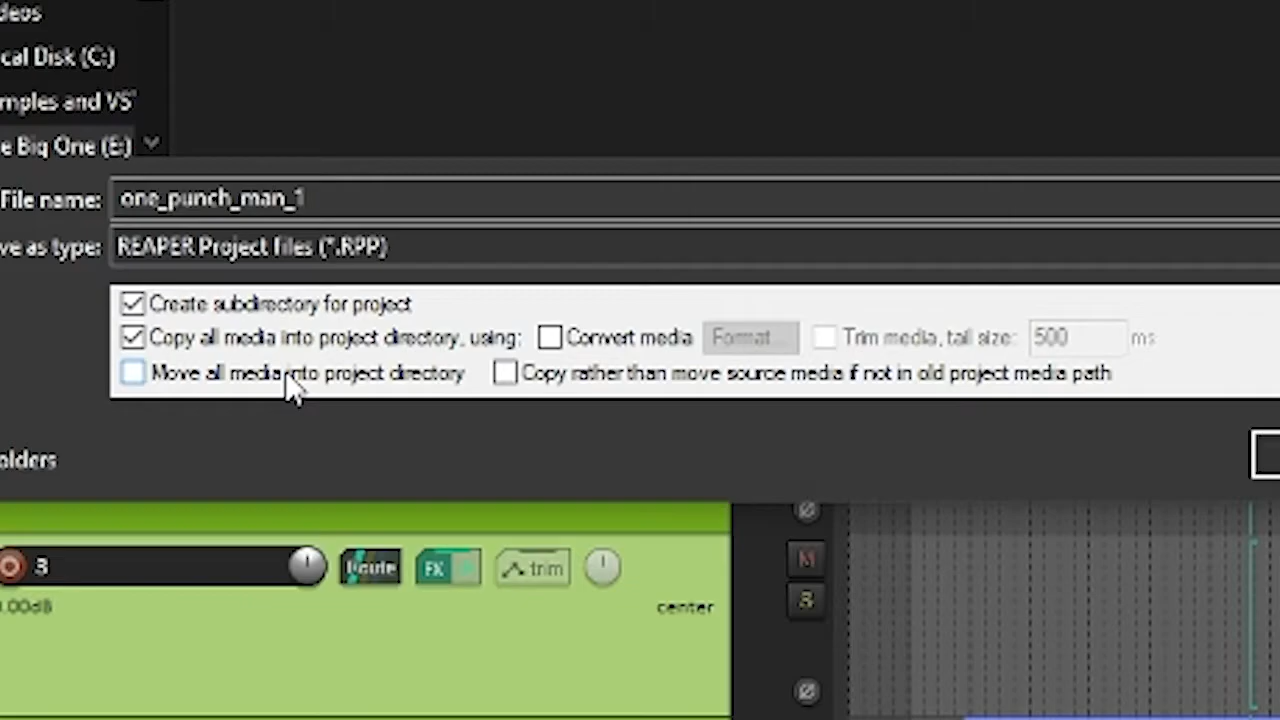 deos
cal Disk (C:)
mples and VS
e Big One (E:)
File name: one_punch_man_1
ve as type: REAPER Project files (*.RPP)
Create subdirectory for project
Copy all media into project directory, using: Convert media Format... Trim media, tail size: 500 ms
Move all media into project directory Copy rather than move source media if not in old project media path
olders
3 Route FX trim M
.00dB center S